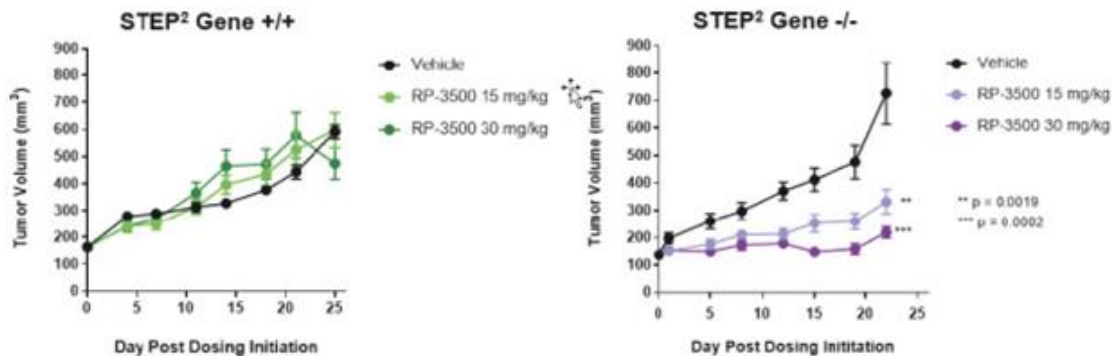 STEP² Gene +/+
Tumor Volume (mm³)
900
800
700
600
500
400
300
200
100
0
0 5 10 15 20 25
Day Post Dosing Initiation
Vehicle
RP-3500 15 mg/kg
RP-3500 30 mg/kg
STEP² Gene -/-
Tumor Volume (mm³)
900
800
700
600
500
400
300
200
100
0
0 5 10 15 20 25
Day Post Dosing Inititation
Vehicle
RP-3500 15 mg/kg
RP-3500 30 mg/kg
**
***
** p = 0.0019
*** p = 0.0002